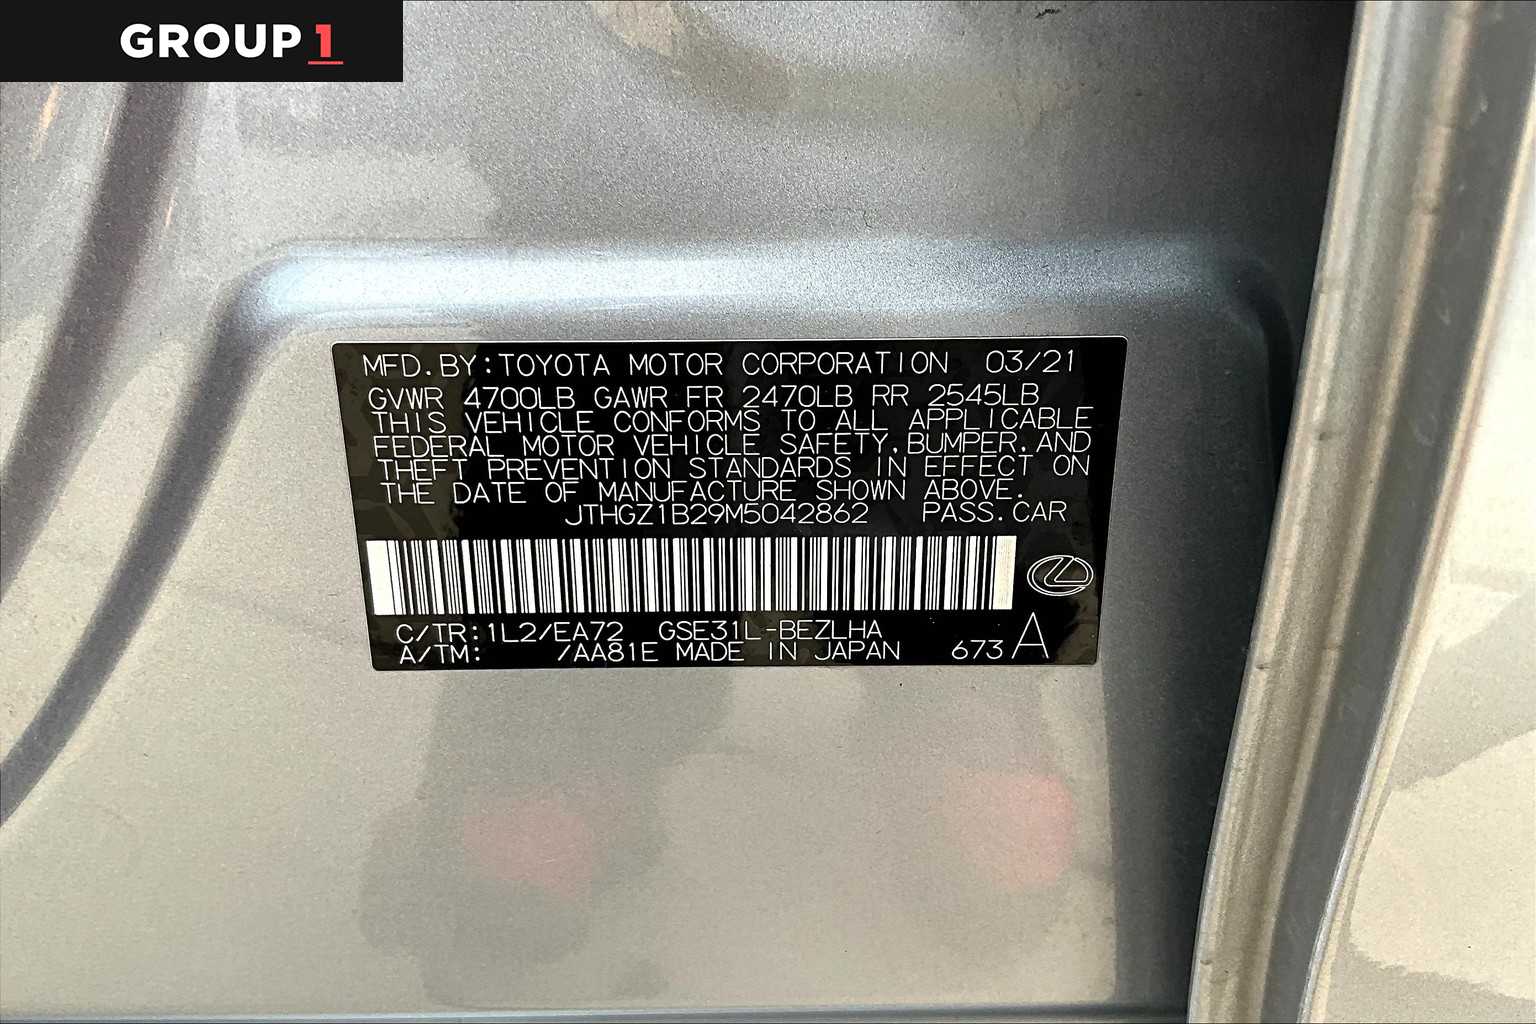 GROUP 1
MFD. BY: TOYOTA MOTOR CORPORATION 03/21
GVWR 4700LB GAWR FR 2470LB RR 2545LB
THIS VEHICLE CONFORMS TO ALL APPLICABLE
FEDERAL MOTOR VEHICLE SAFETY, BUMPER, AND
THEFT PREVENTION STANDARDS IN EFFECT ON
THE DATE OF MANUFACTURE SHOWN ABOVE.
JTHGZ1B29M5042862 PASS. CAR
C/TR: 1L2/EA72 GSE31L-BEZLHA
A/TM: /AA81E MADE IN JAPAN 673 A